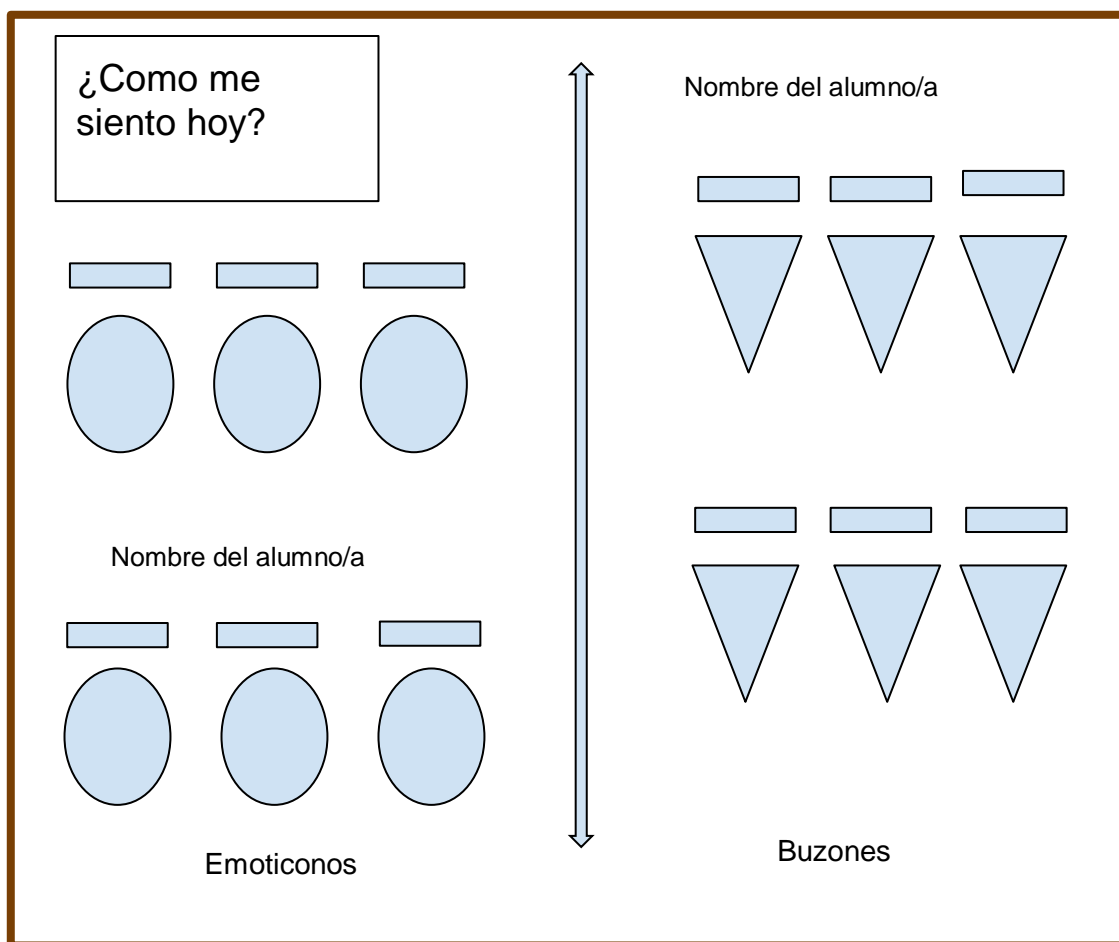 ¿Como me
siento hoy?
Nombre del alumno/a
Emoticonos
Nombre del alumno/a
Buzones